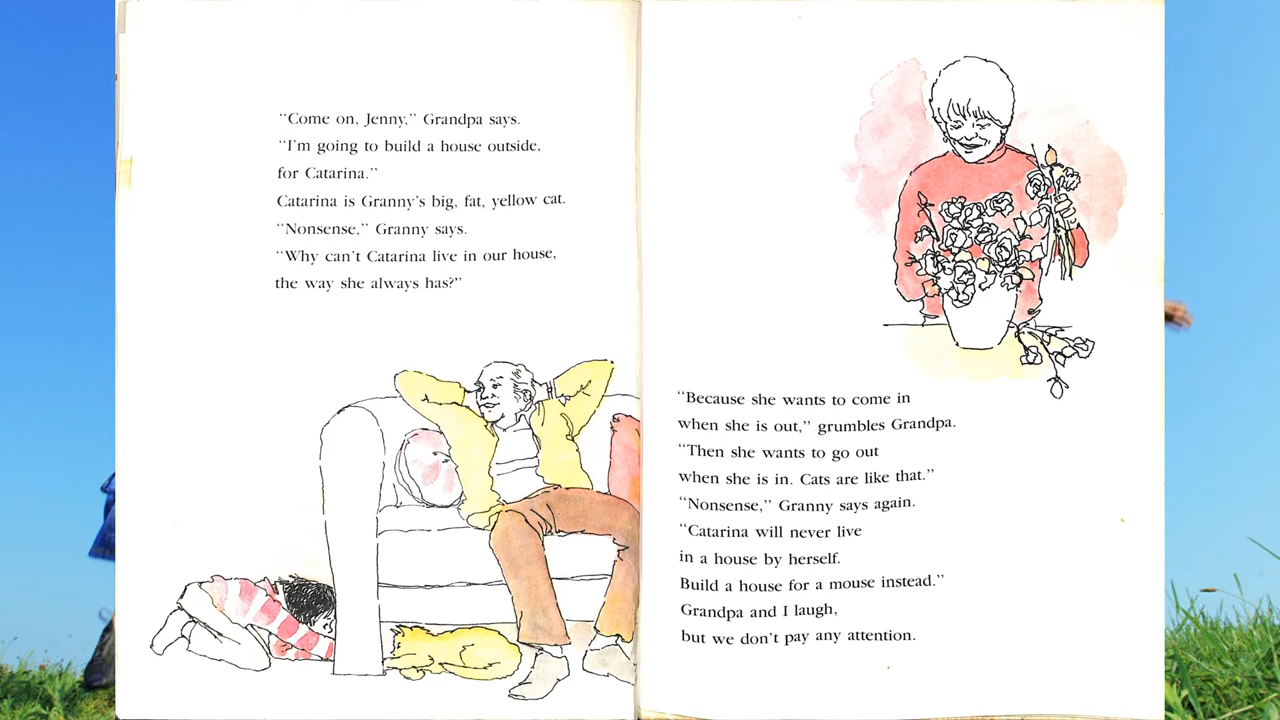 “Come on, Jenny,” Grandpa says.
“I’m going to build a house outside,
for Catarina.”
Catarina is Granny’s big, fat, yellow cat.
“Nonsense,” Granny says.
“Why can’t Catarina live in our house,
the way she always has?”
“Because she wants to come in
when she is out,” grumbles Grandpa.
“Then she wants to go out
when she is in. Cats are like that.”
“Nonsense,” Granny says again.
“Catarina will never live
in a house by herself.
Build a house for a mouse instead.”
Grandpa and I laugh,
but we don’t pay any attention.